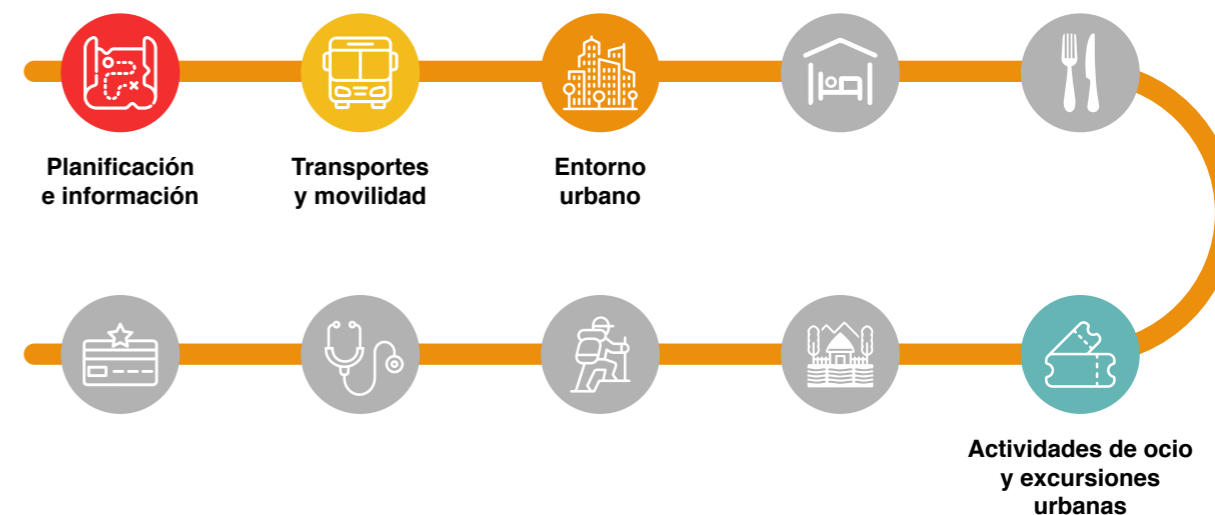 Planificación
e información
Transportes
y movilidad
Entorno
urbano
Actividades de ocio
y excursiones
urbanas